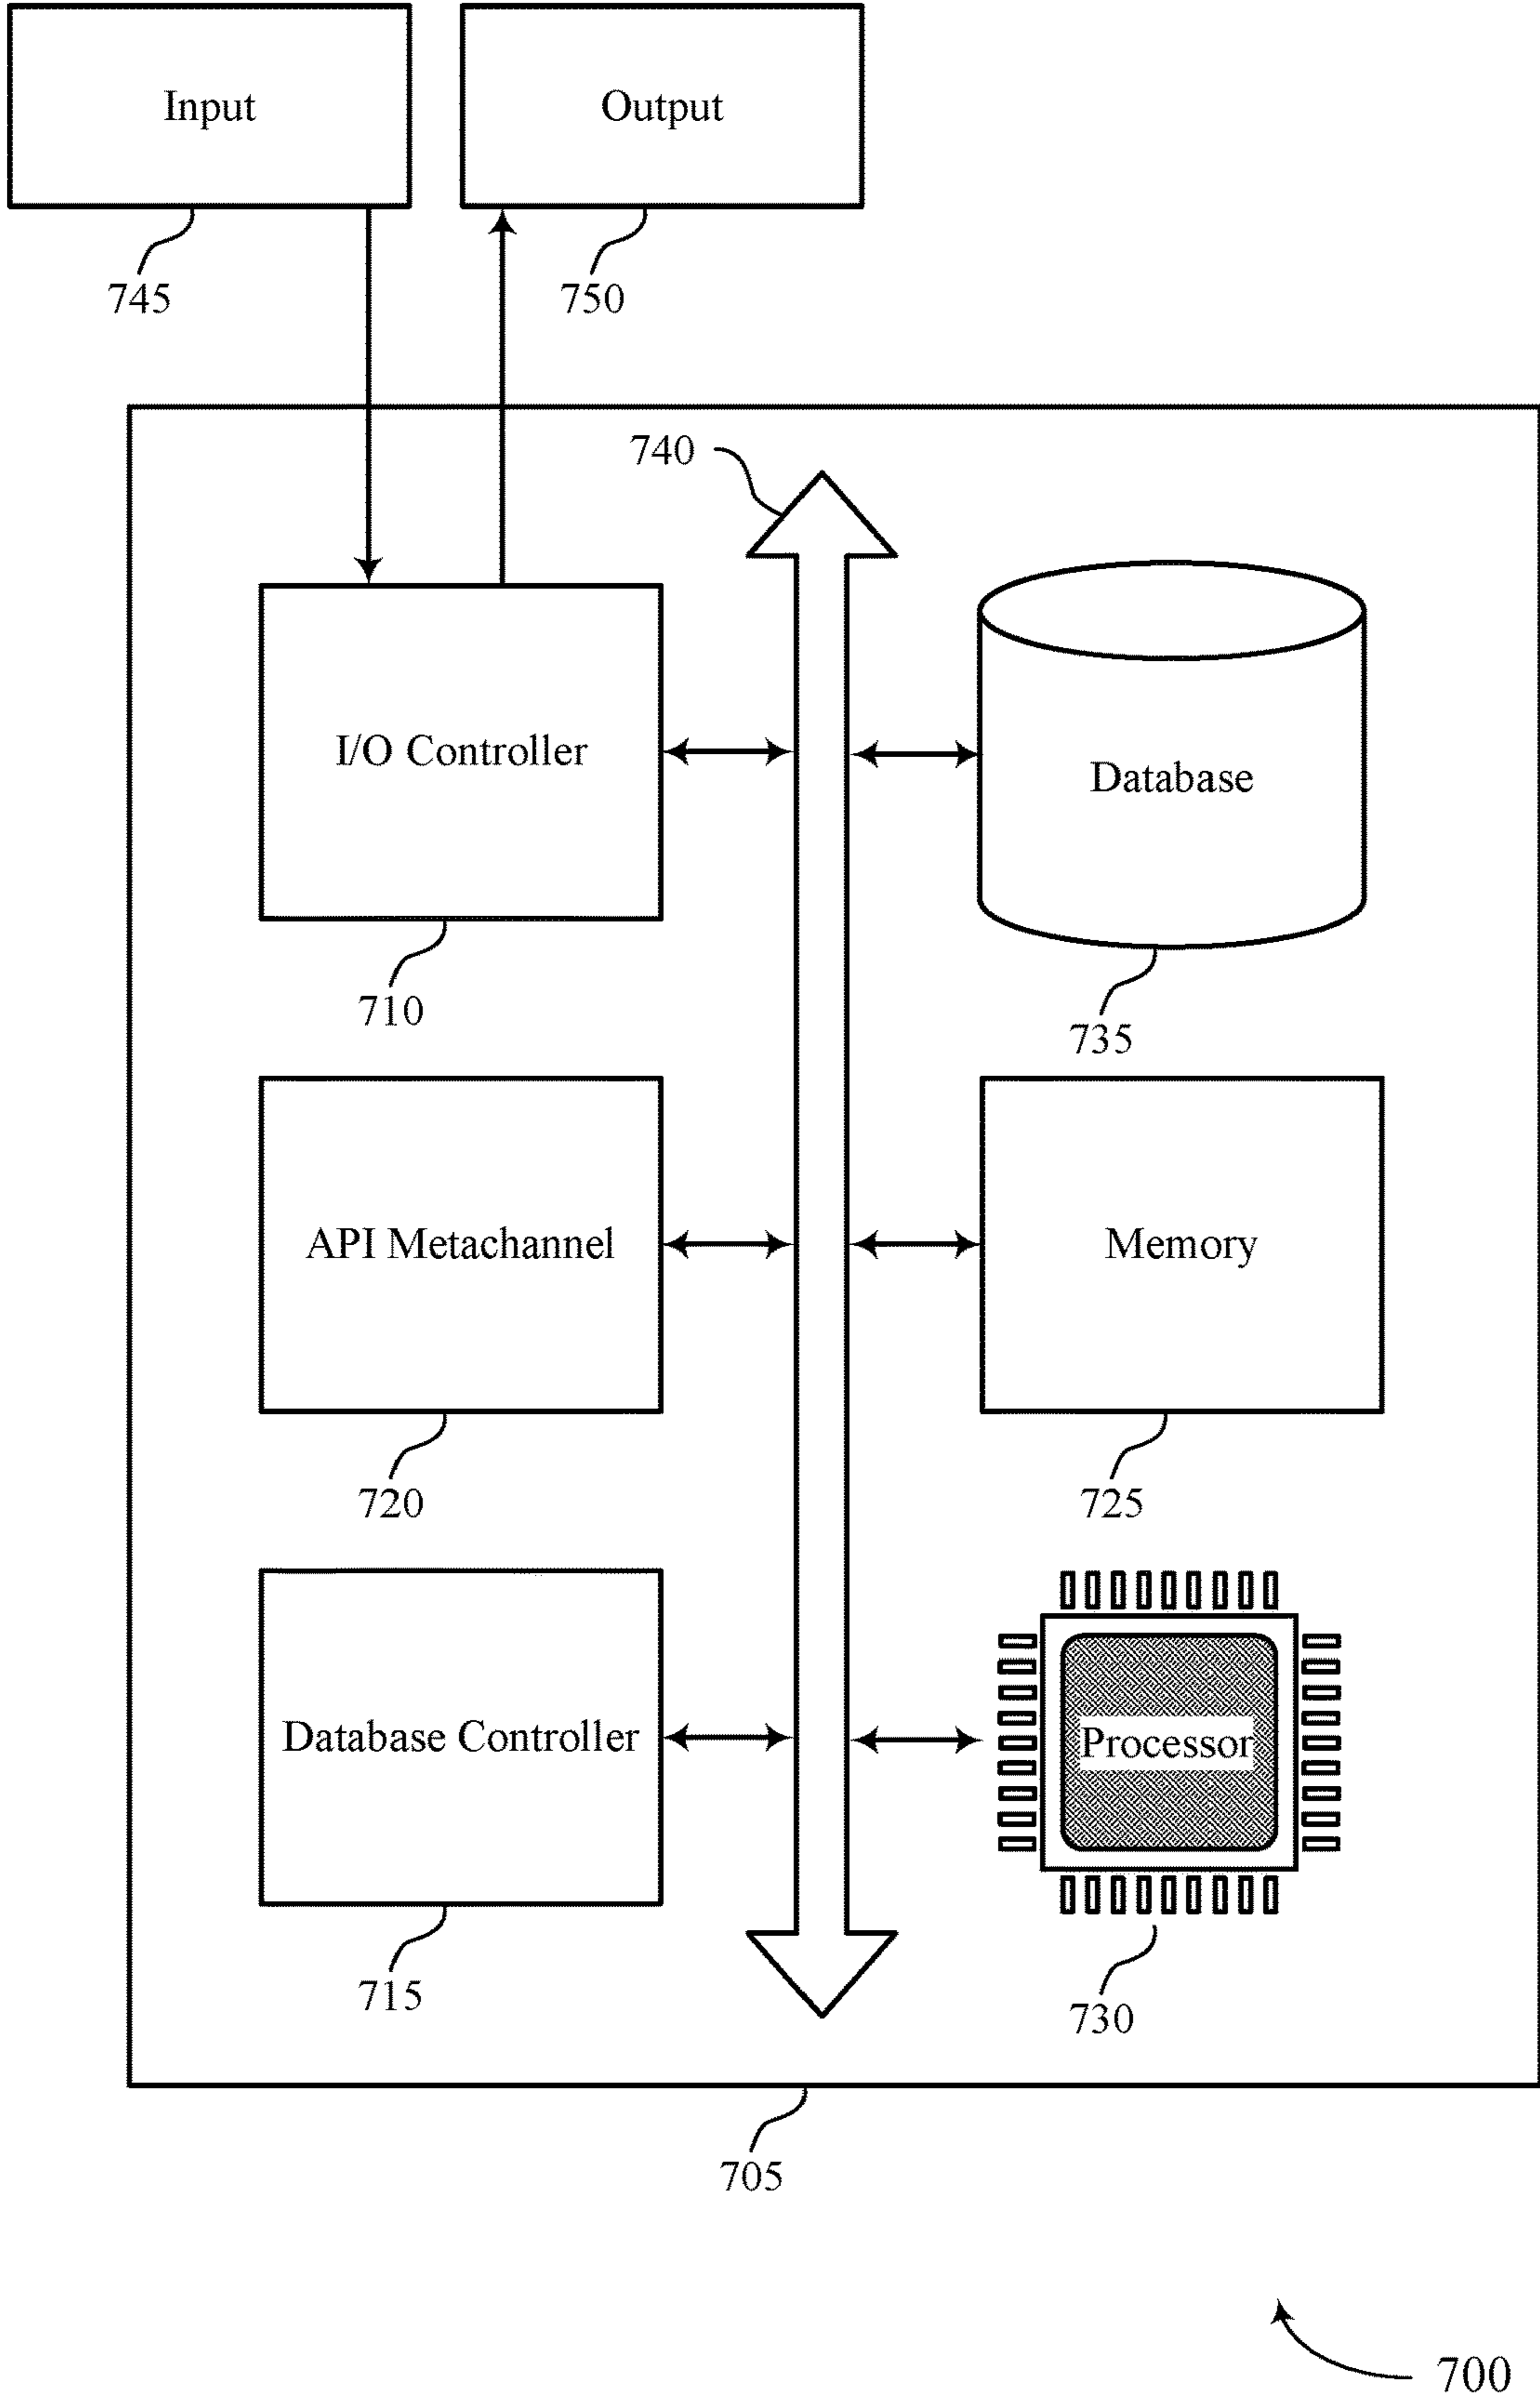 Input
Output
745
750
740
I/O Controller
Database
710
735
API Metachannel
Memory
720
725
Database Controller
Processor
715
730
705
700